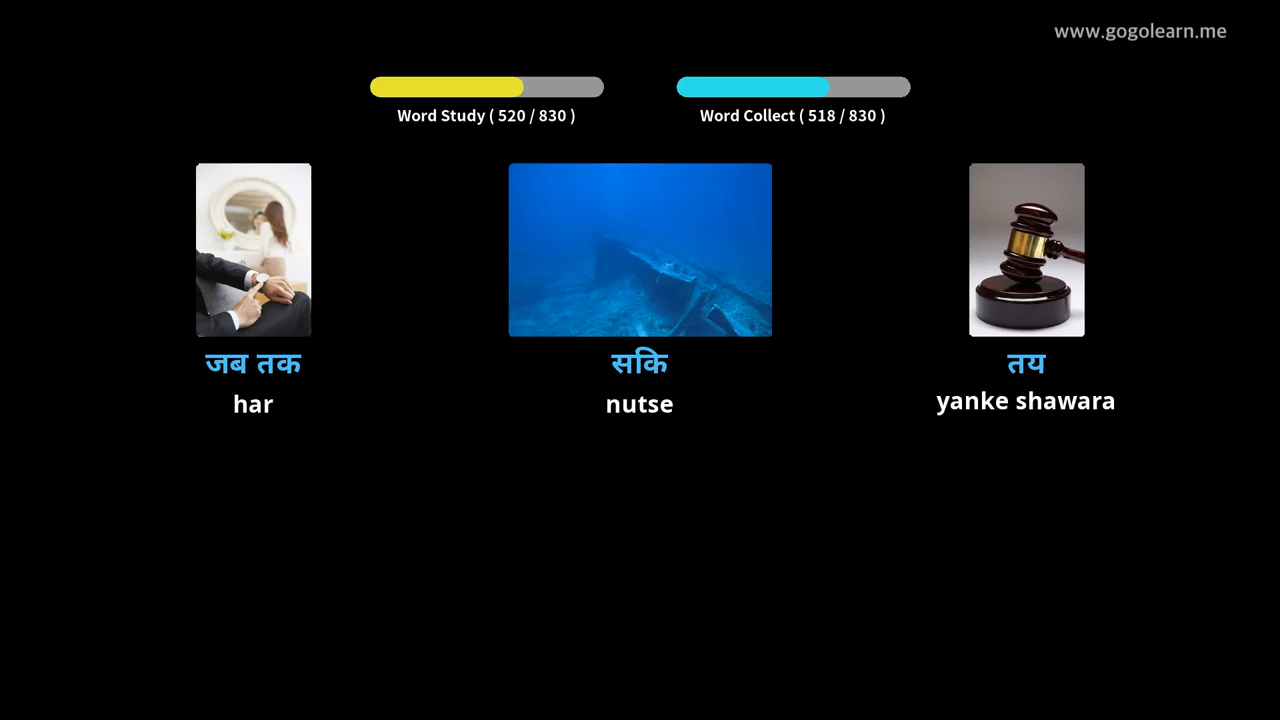 www.gogolearn.me
Word Study ( 520 / 830 )
Word Collect ( 518 / 830 )
जब तक
सकि
तय
har
nutse
yanke shawara